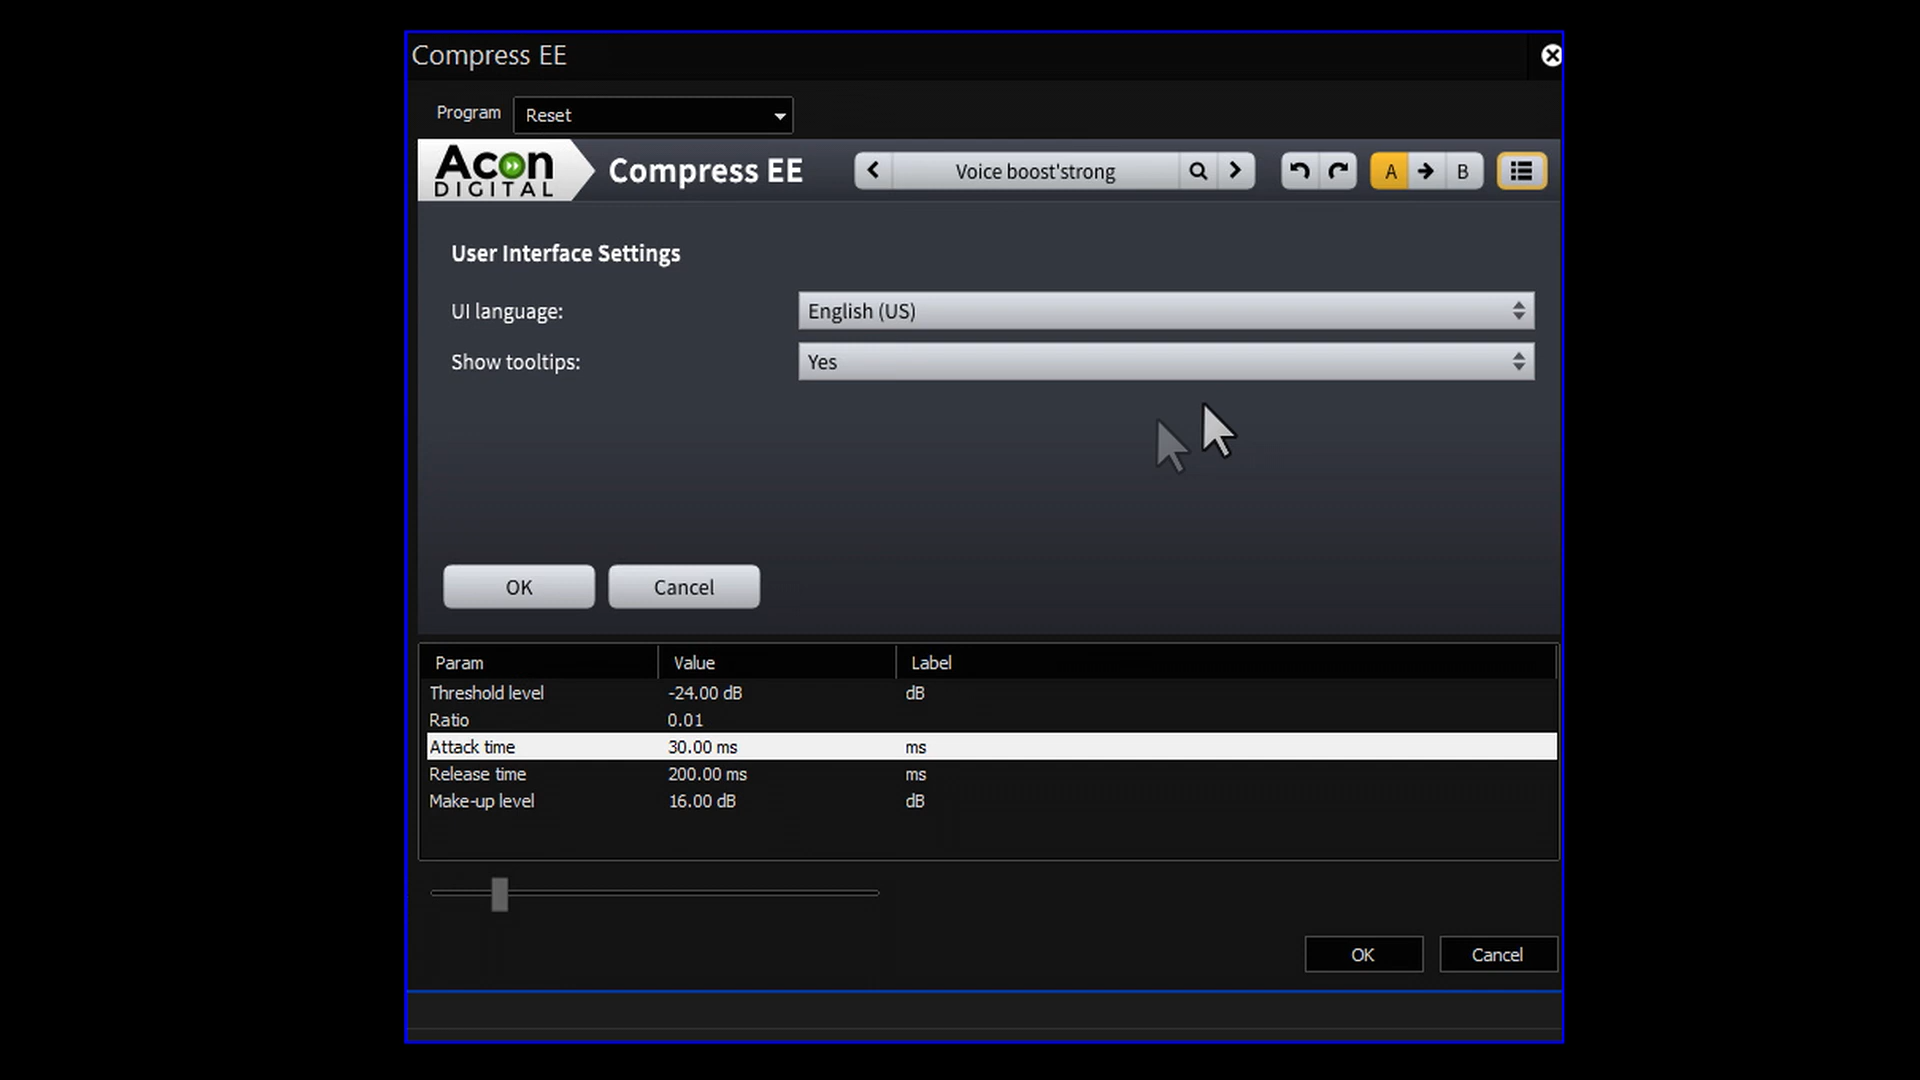 Compress EE
Program Reset
Acon DIGITAL Compress EE Voice boost'strong A B
User Interface Settings
UI language: English (US)
Show tooltips: Yes
OK Cancel
Param Value Label
Threshold level -24.00 dB dB
Ratio 0.01
Attack time 30.00 ms ms
Release time 200.00 ms ms
Make-up level 16.00 dB dB
OK Cancel